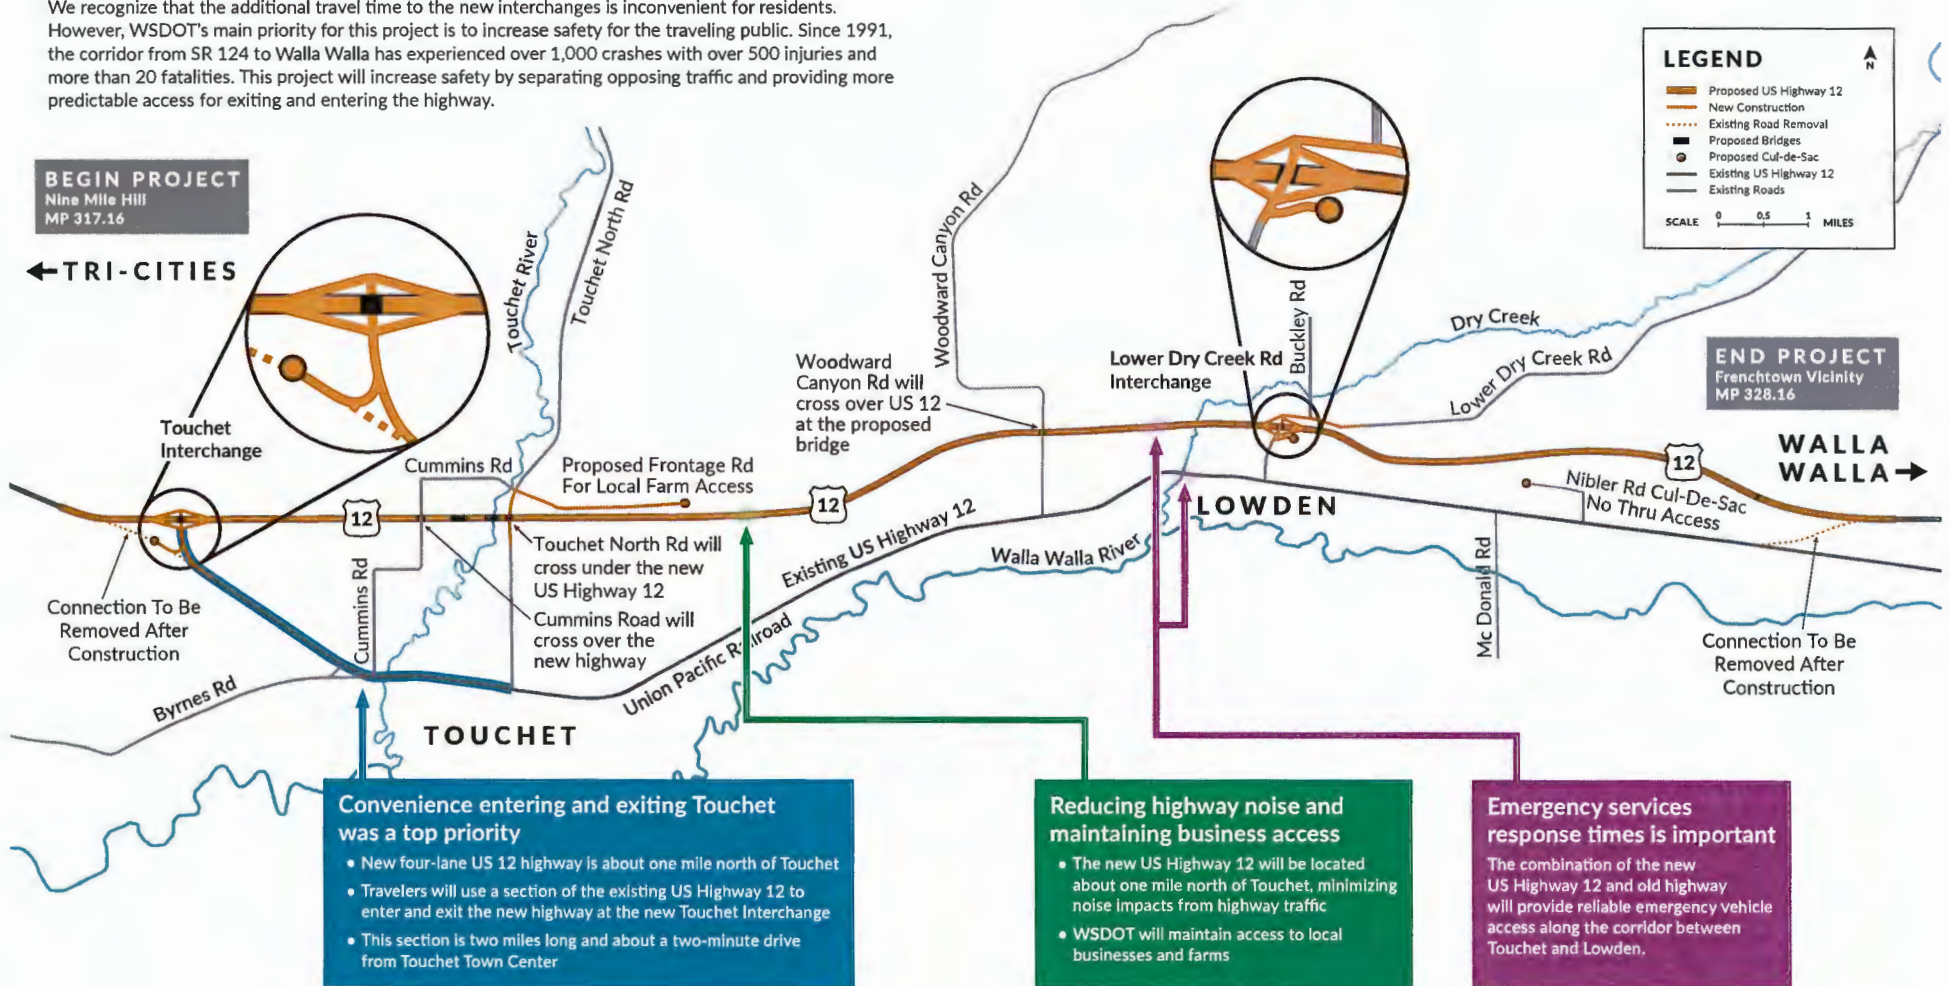 We recognize that the additional travel time to the new interchanges is inconvenient for residents.
However, WSDOT's main priority for this project is to increase safety for the traveling public. Since 1991,
the corridor from SR 124 to Walla Walla has experienced over 1,000 crashes with over 500 injuries and
more than 20 fatalities. This project will increase safety by separating opposing traffic and providing more
predictable access for exiting and entering the highway.
LEGEND
N
Proposed US Highway 12
New Construction
Existing Road Removal
Proposed Bridges
Proposed Cul-de-Sac
Existing US Highway 12
Existing Roads
SCALE 0 0.5 1 MILES
BEGIN PROJECT
Nine Mile Hill
MP 317.16
←TRI-CITIES
Touchet
Interchange
Touchet River
Touchet North Rd
Cummins Rd
Proposed Frontage Rd
For Local Farm Access
12
12
Woodward
Canyon Rd will
cross over US 12
at the proposed
bridge
Woodward Canyon Rd
Lower Dry Creek Rd
Interchange
Buckley Rd
Dry Creek
Lower Dry Creek Rd
END PROJECT
Frenchtown Vicinity
MP 328.16
WALLA
WALLA→
12
Nibler Rd Cul-De-Sac
No Thru Access
LOWDEN
Existing US Highway 12
Walla Walla River
Mc Donald Rd
Connection To Be
Removed After
Construction
Touchet North Rd will
cross under the new
US Highway 12
Cummins Road will
cross over the
new highway
Cummins Rd
Connection To Be
Removed After
Construction
Byrnes Rd
Union Pacific Railroad
TOUCHET
Convenience entering and exiting Touchet
was a top priority
• New four-lane US 12 highway is about one mile north of Touchet
• Travelers will use a section of the existing US Highway 12 to
enter and exit the new highway at the new Touchet Interchange
• This section is two miles long and about a two-minute drive
from Touchet Town Center
Reducing highway noise and
maintaining business access
• The new US Highway 12 will be located
about one mile north of Touchet, minimizing
noise impacts from highway traffic
• WSDOT will maintain access to local
businesses and farms
Emergency services
response times is important
The combination of the new
US Highway 12 and old highway
will provide reliable emergency vehicle
access along the corridor between
Touchet and Lowden.